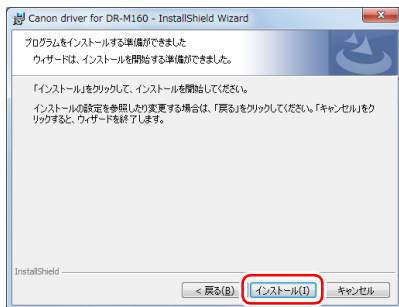 Canon driver for DR-M160 - InstallShield Wizard
プログラムをインストールする準備ができました
ウィザードは、インストールを開始する準備ができました。
「インストール」をクリックして、インストールを開始してください。
インストールの設定を参照したり変更する場合は、「戻る」をクリックしてください。「キャンセル」をク
リックすると、ウィザードを終了します。
InstallShield
< 戻る(B)
インストール(I)
キャンセル